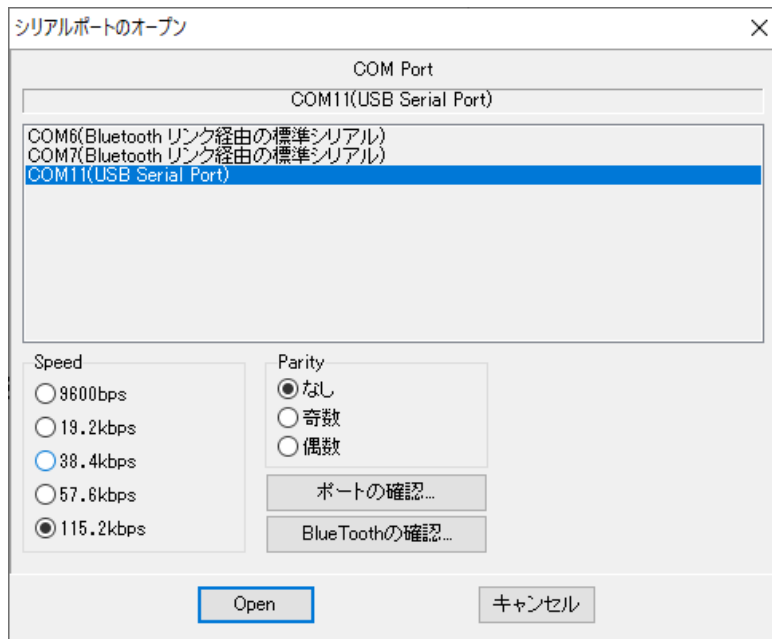 シリアルポートのオープン
COM Port
COM11(USB Serial Port)
COM6(Bluetooth リンク経由の標準シリアル)
COM7(Bluetooth リンク経由の標準シリアル)
COM11(USB Serial Port)
Speed
9600bps
19.2kbps
38.4kbps
57.6kbps
115.2kbps
Parity
なし
奇数
偶数
ポートの確認...
BlueToothの確認...
Open
キャンセル